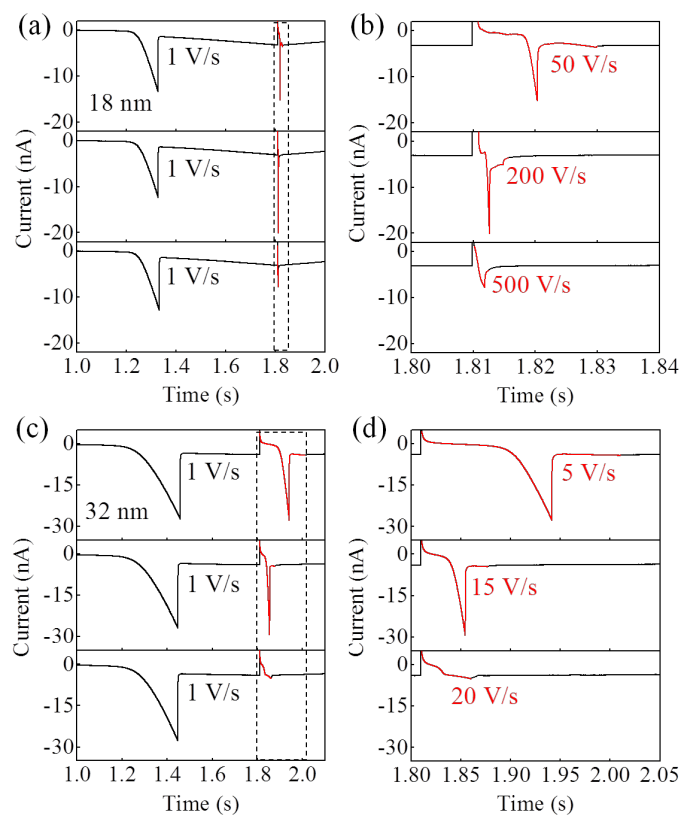 (a)
0
1 V/s
-10
18 nm
-20
0
1 V/s
-10
-20
0
1 V/s
-10
-20
Current (nA)
1.0 1.2 1.4 1.6 1.8 2.0
Time (s)
(b)
0
50 V/s
-10
-20
0
200 V/s
-10
-20
0
500 V/s
-10
-20
Current (nA)
1.80 1.81 1.82 1.83 1.84
Time (s)
(c)
0
1 V/s
-15
32 nm
-30
0
1 V/s
-15
-30
0
1 V/s
-15
-30
Current (nA)
1.0 1.2 1.4 1.6 1.8 2.0
Time (s)
(d)
0
5 V/s
-15
-30
0
15 V/s
-15
-30
0
20 V/s
-15
-30
Current (nA)
1.80 1.85 1.90 1.95 2.00 2.05
Time (s)